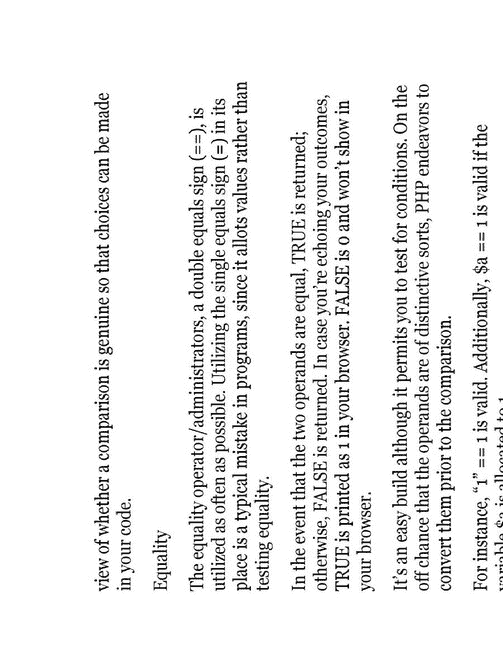 view of whether a comparison is genuine so that choices can be made
in your code.
Equality
The equality operator/administrators, a double equals sign (==), is
utilized as often as possible. Utilizing the single equals sign (=) in its
place is a typical mistake in programs, since it allots values rather than
testing equality.
In the event that the two operands are equal, TRUE is returned;
otherwise, FALSE is returned. In case you're echoing your outcomes,
TRUE is printed as 1 in your browser. FALSE is 0 and won't show in
your browser.
It's an easy build although it permits you to test for conditions. On the
off chance that the operands are of distinctive sorts, PHP endeavors to
convert them prior to the comparison.
For instance, “1” == 1 is valid. Additionally, $a == 1 is valid if the
variable $a is allocated to 1